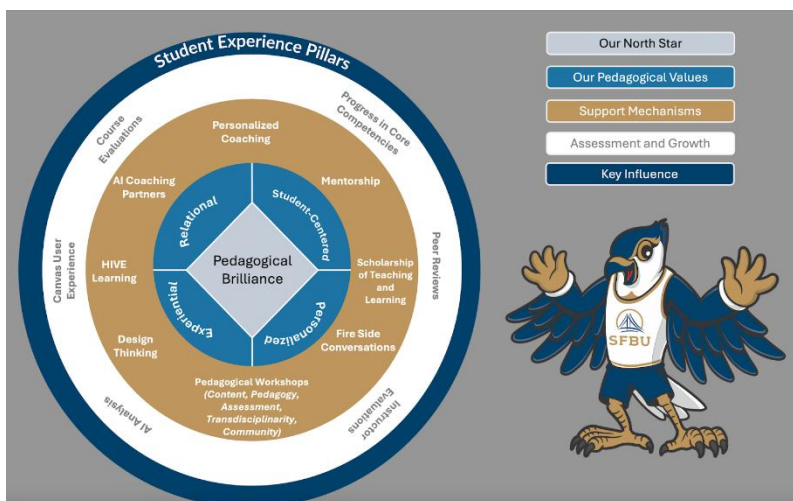 Student Experience Pillars
Course
Evaluations
Progress in Core
Competencies
Canvas User
Experience
Peer Reviews
AI Analysis
Instructor
Evaluations
Personalized
Coaching
AI Coaching
Partners
Mentorship
HIVE
Learning
Scholarship
of Teaching
and
Learning
Design
Thinking
Fire Side
Conversations
Pedagogical Workshops
(Content, Pedagogy,
Assessment,
Transdisciplinarity,
Community)
Relational
Student-Centered
Experiential
Personalized
Pedagogical
Brilliance
Our North Star
Our Pedagogical Values
Support Mechanisms
Assessment and Growth
Key Influence
SFBU